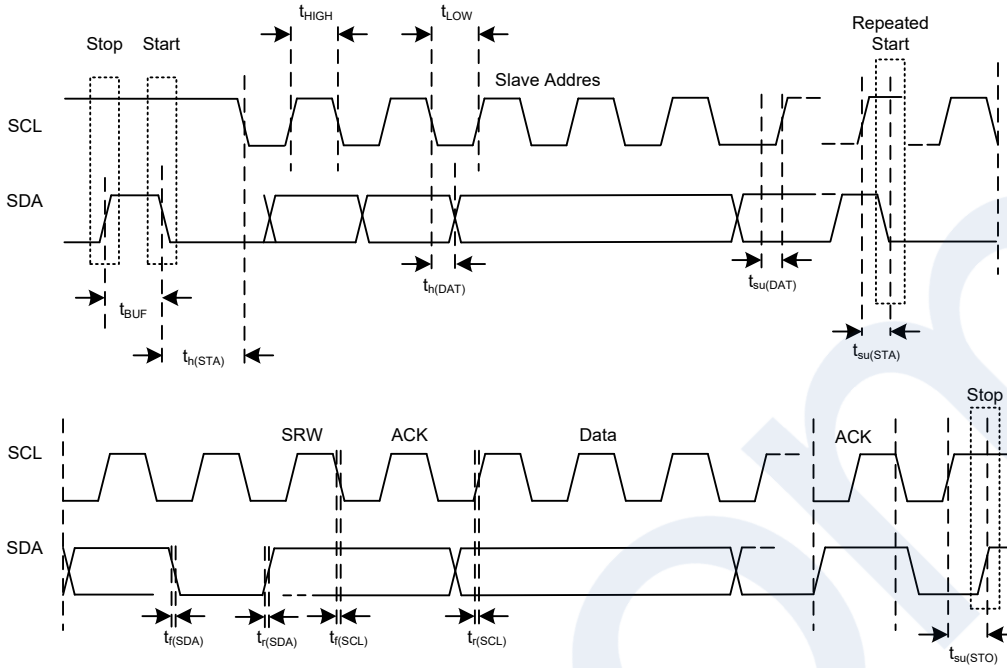 tHIGH
tLOW
Repeated
Start
Stop
Start
Slave Addres
SCL
SDA
th(DAT)
tsu(DAT)
tBUF
th(STA)
tsu(STA)
Stop
SRW
ACK
Data
ACK
SCL
SDA
tf(SDA)
tr(SDA)
tf(SCL)
tr(SCL)
tsu(STO)